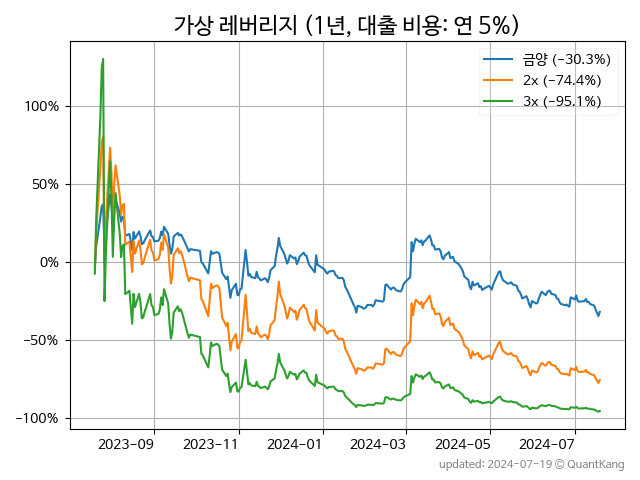 가상 레버리지 (1년, 대출 비용: 연 5%)
금양 (−30.3%)
2x (−74.4%)
3x (−95.1%)
100%
50%
0%
−50%
−100%
2023-09
2023-11
2024-01
2024-03
2024-05
2024-07
updated: 2024-07-19 © QuantKang